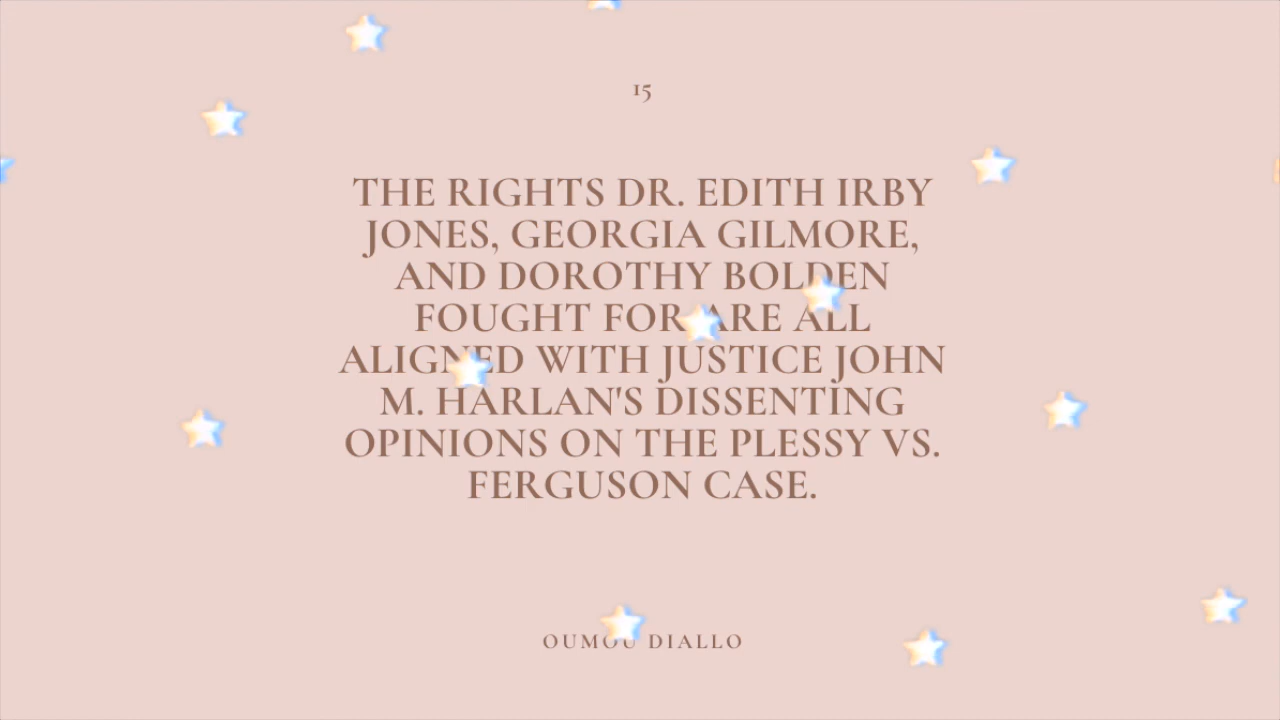 15
THE RIGHTS DR. EDITH IRBY
JONES, GEORGIA GILMORE,
AND DOROTHY BOLDEN
FOUGHT FOR ARE ALL
ALIGNED WITH JUSTICE JOHN
M. HARLAN'S DISSENTING
OPINIONS ON THE PLESSY VS.
FERGUSON CASE.
OUMOU DIALLO